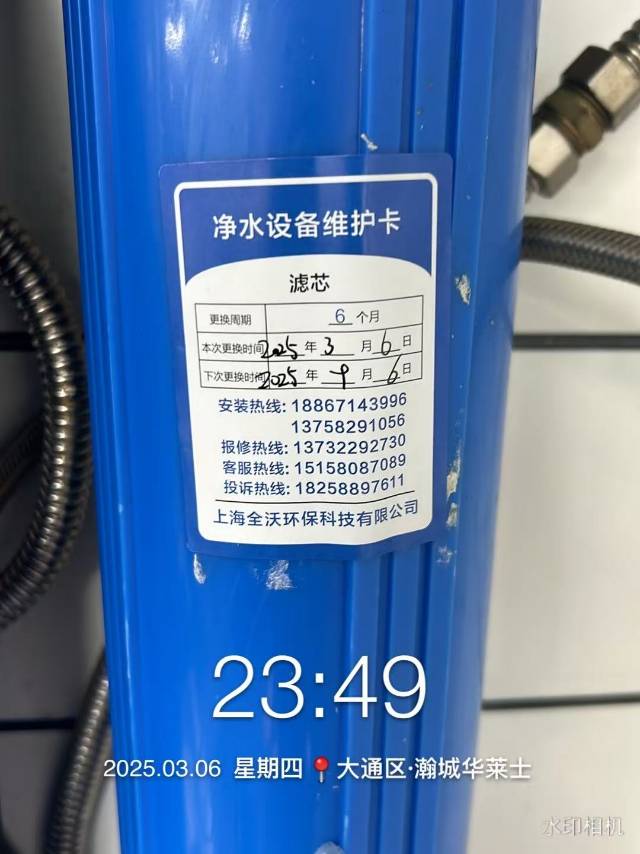 净水设备维护卡
滤芯
更换周期 6 个月
本次更换时间 2025 年 3 月 6 日
下次更换时间 2025 年 9 月 6 日
安装热线: 18867143996
13758291056
报修热线: 13732292730
客服热线: 15158087089
投诉热线: 18258897611
上海全沃环保科技有限公司
23:49
2025.03.06 星期四 大通区·瀚城华莱士
水印相机